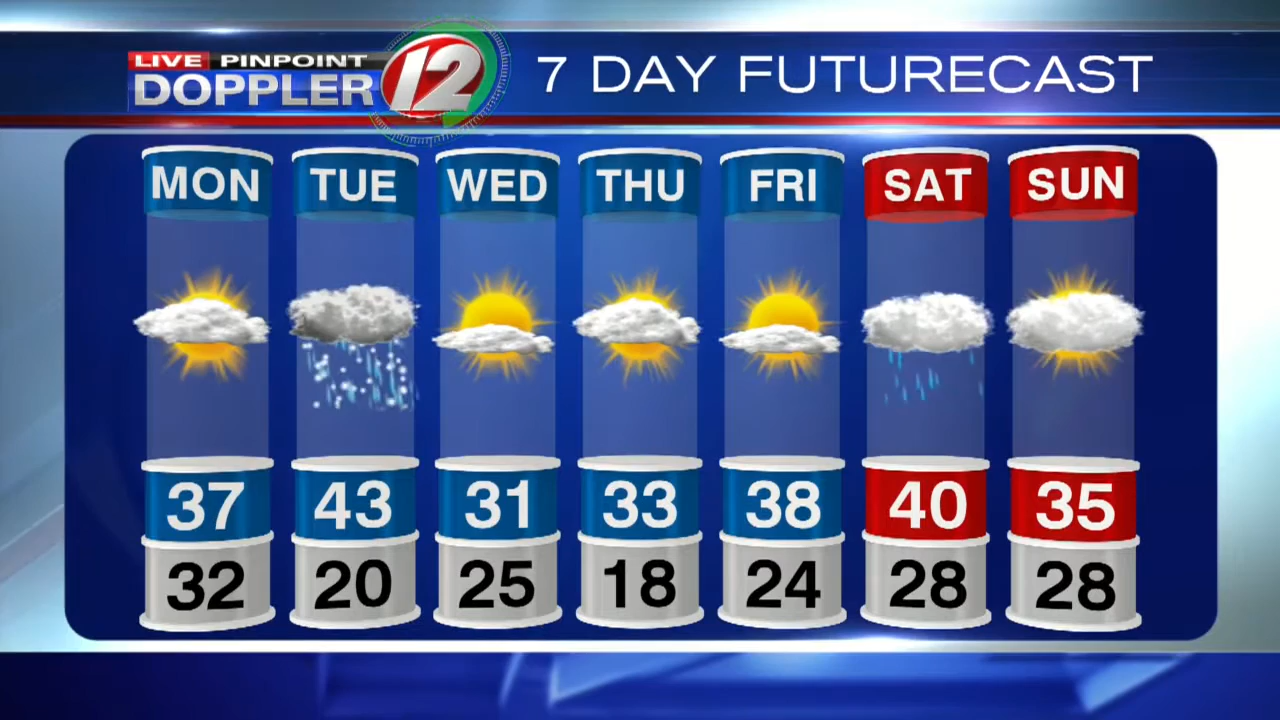 LIVE PINPOINT
DOPPLER 12
7 DAY FUTURECAST
MON TUE WED THU FRI SAT SUN
37 43 31 33 38 40 35
32 20 25 18 24 28 28